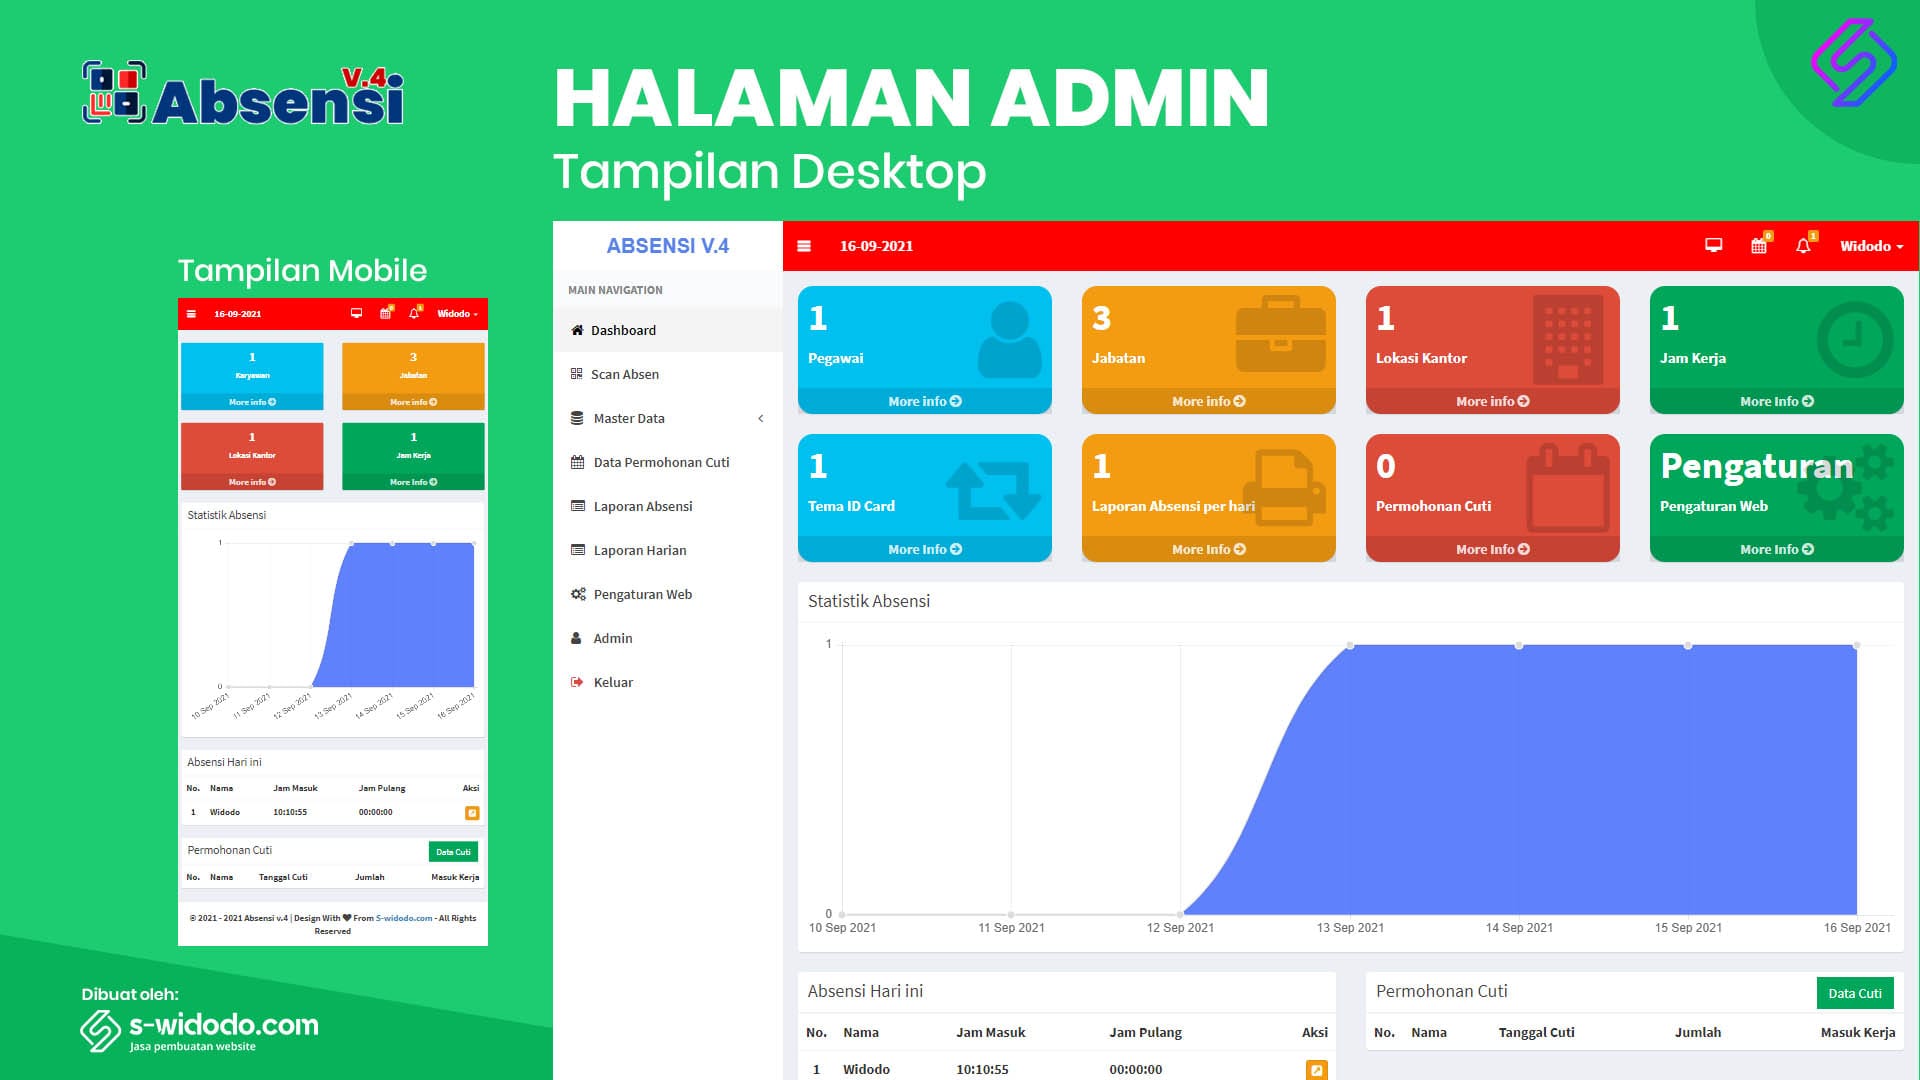 V.4
Absensi
HALAMAN ADMIN
Tampilan Desktop
Tampilan Mobile
16-09-2021
0
1
Widodo
1
Karyawan
More info
3
Jabatan
More info
1
Lokasi Kantor
More info
1
Jam Kerja
More Info
Statistik Absensi
1
0
10 Sep 2021
11 Sep 2021
12 Sep 2021
13 Sep 2021
14 Sep 2021
15 Sep 2021
16 Sep 2021
Absensi Hari ini
No. Nama Jam Masuk Jam Pulang Aksi
1 Widodo 10:10:55 00:00:00
Permohonan Cuti
Data Cuti
No. Nama Tanggal Cuti Jumlah Masuk Kerja
© 2021 - 2021 Absensi v.4 | Design With From S-widodo.com - All Rights
Reserved
Dibuat oleh:
s-widodo.com
Jasa pembuatan website
ABSENSI V.4
MAIN NAVIGATION
Dashboard
Scan Absen
Master Data
Data Permohonan Cuti
Laporan Absensi
Laporan Harian
Pengaturan Web
Admin
Keluar
16-09-2021
0
1
Widodo
1
Pegawai
More info
3
Jabatan
More info
1
Lokasi Kantor
More info
1
Jam Kerja
More Info
1
Tema ID Card
More Info
1
Laporan Absensi per hari
More Info
0
Permohonan Cuti
More Info
Pengaturan
Pengaturan Web
More Info
Statistik Absensi
1
0
10 Sep 2021
11 Sep 2021
12 Sep 2021
13 Sep 2021
14 Sep 2021
15 Sep 2021
16 Sep 2021
Absensi Hari ini
No. Nama Jam Masuk Jam Pulang Aksi
1 Widodo 10:10:55 00:00:00
Permohonan Cuti
Data Cuti
No. Nama Tanggal Cuti Jumlah Masuk Kerja